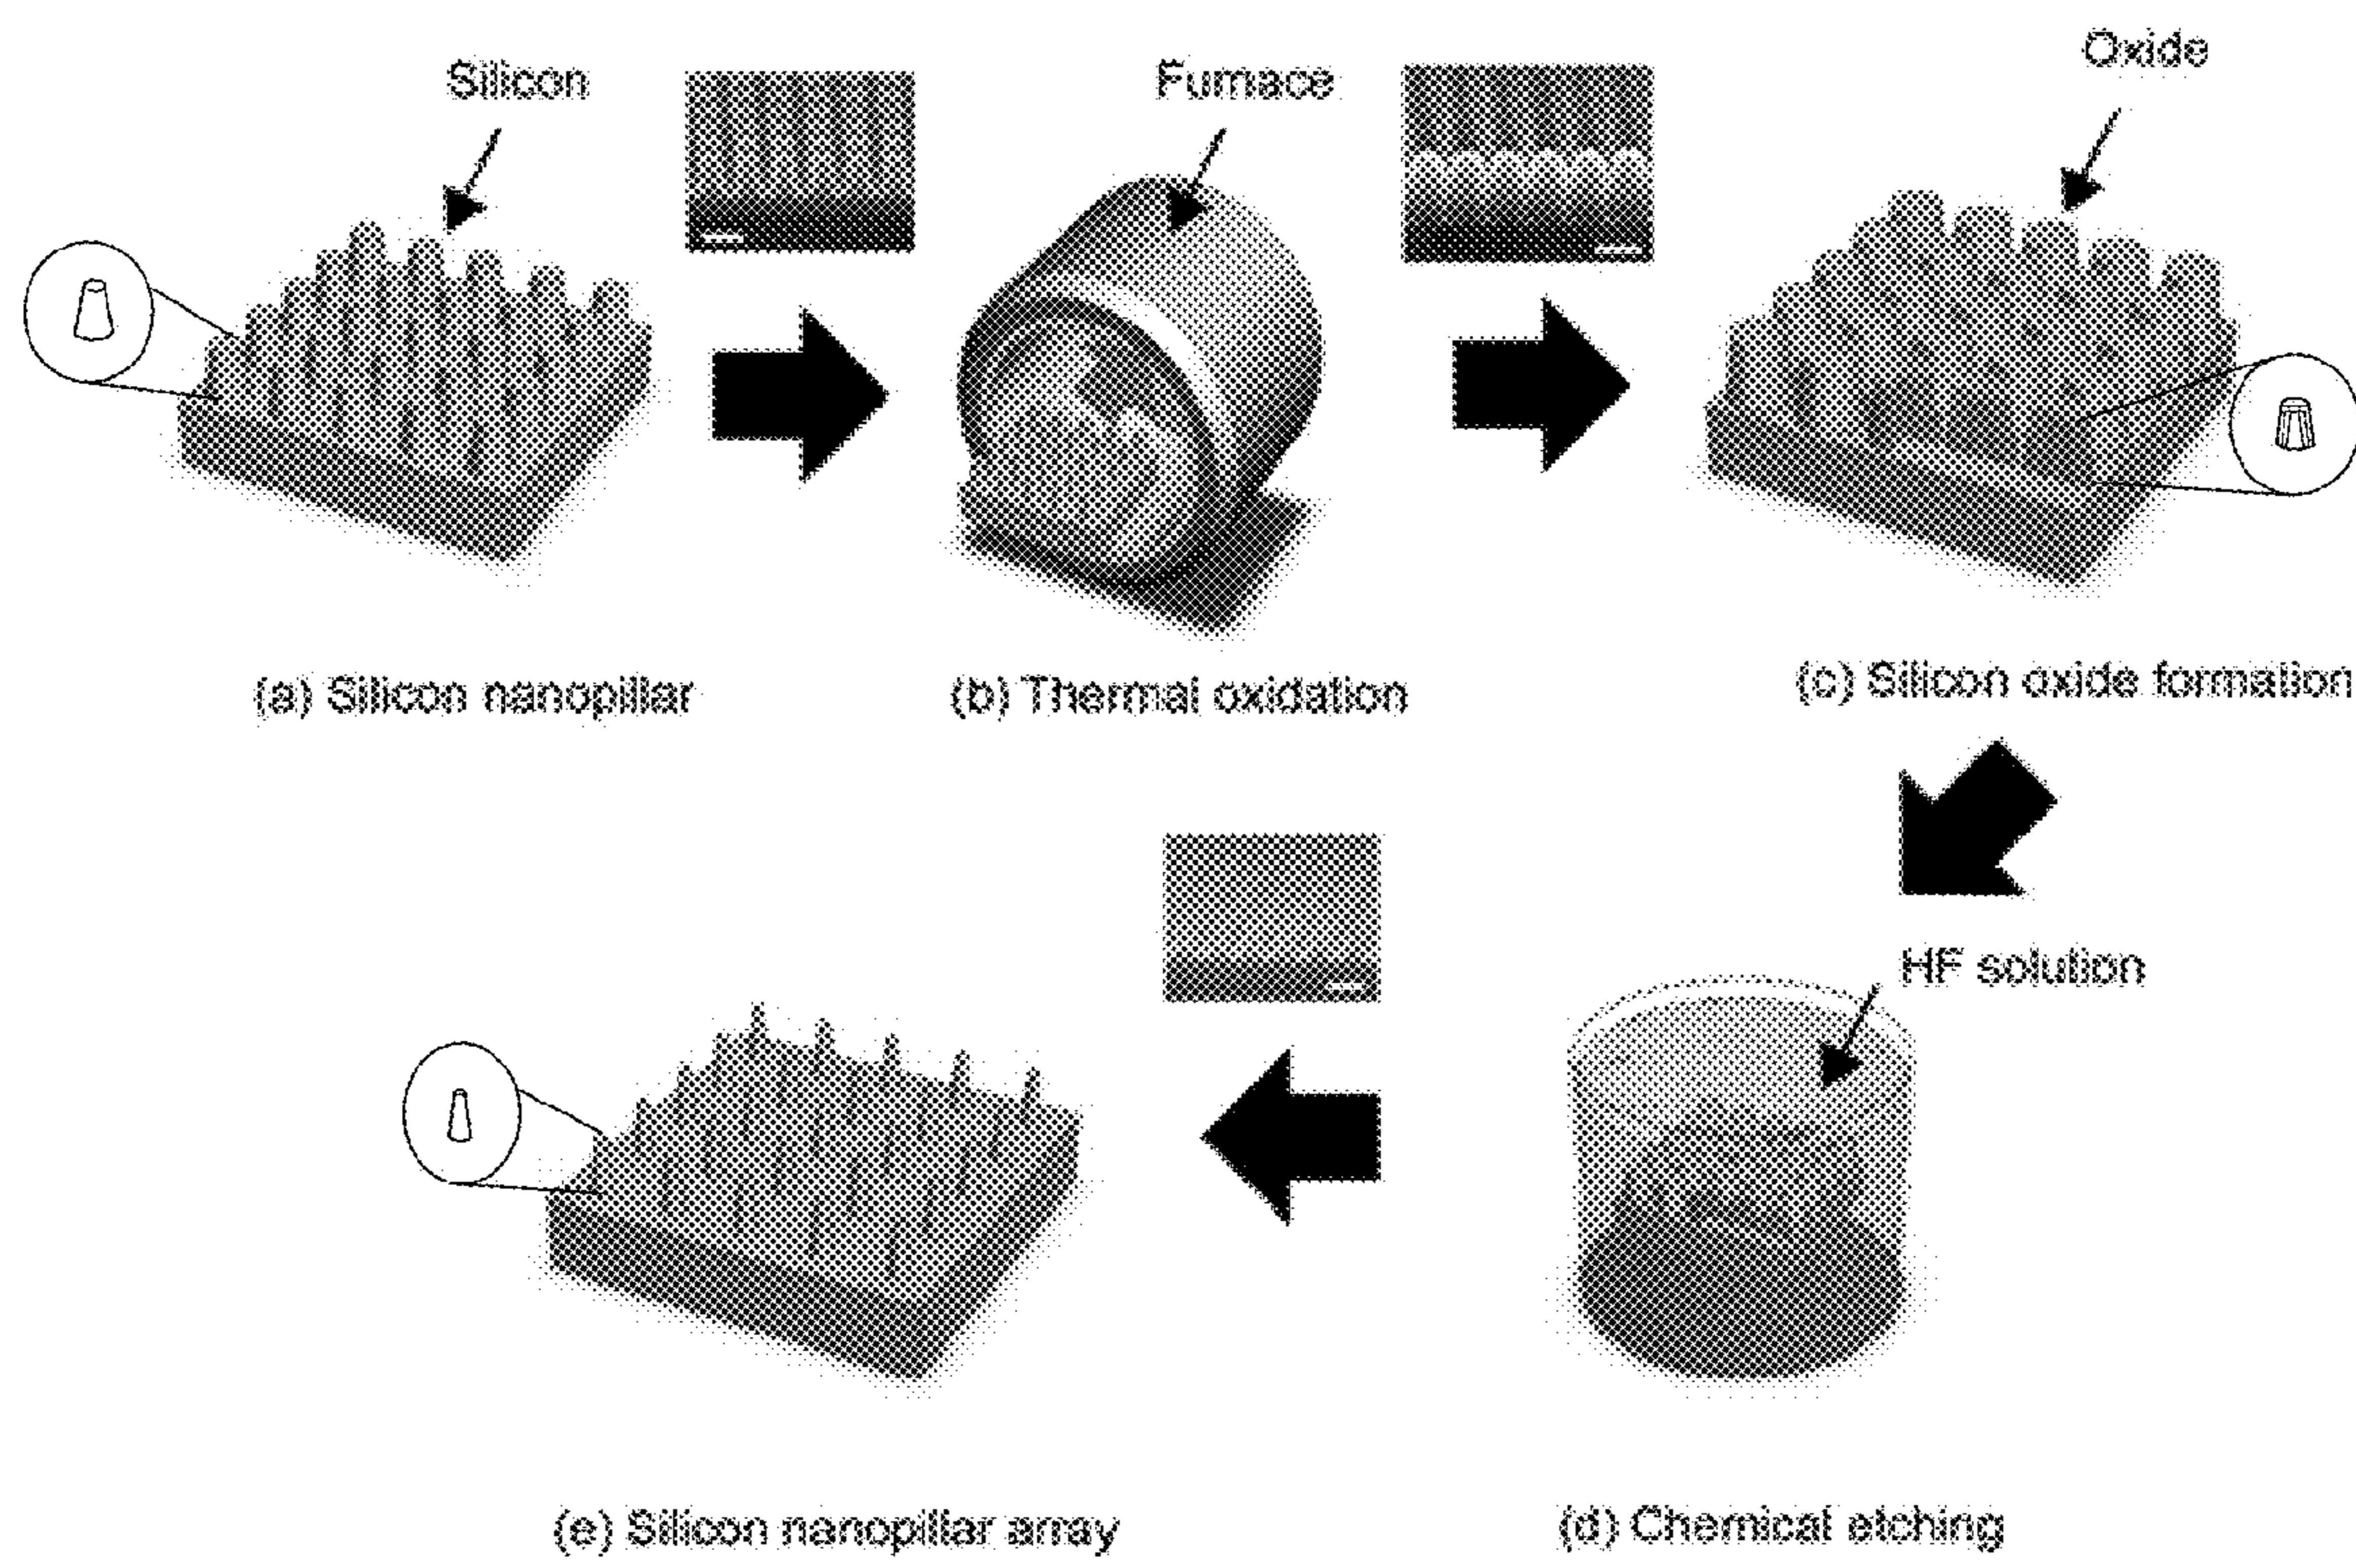 Silicon
Furnace
Oxide
(a) Silicon nanopillar
(b) Thermal oxidation
(c) Silicon oxide formation
HF solution
(e) Silicon nanopillar array
(d) Chemical etching